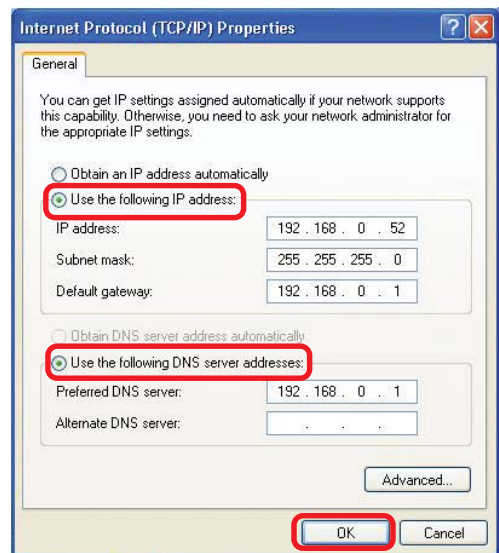 Internet Protocol (TCP/IP) Properties
General
You can get IP settings assigned automatically if your network supports
this capability. Otherwise, you need to ask your network administrator for
the appropriate IP settings.
Obtain an IP address automatically
Use the following IP address:
IP address: 192 . 168 . 0 . 52
Subnet mask: 255 . 255 . 255 . 0
Default gateway: 192 . 168 . 0 . 1
Obtain DNS server address automatically
Use the following DNS server addresses:
Preferred DNS server: 192 . 168 . 0 . 1
Alternate DNS server: . . .
Advanced...
OK Cancel